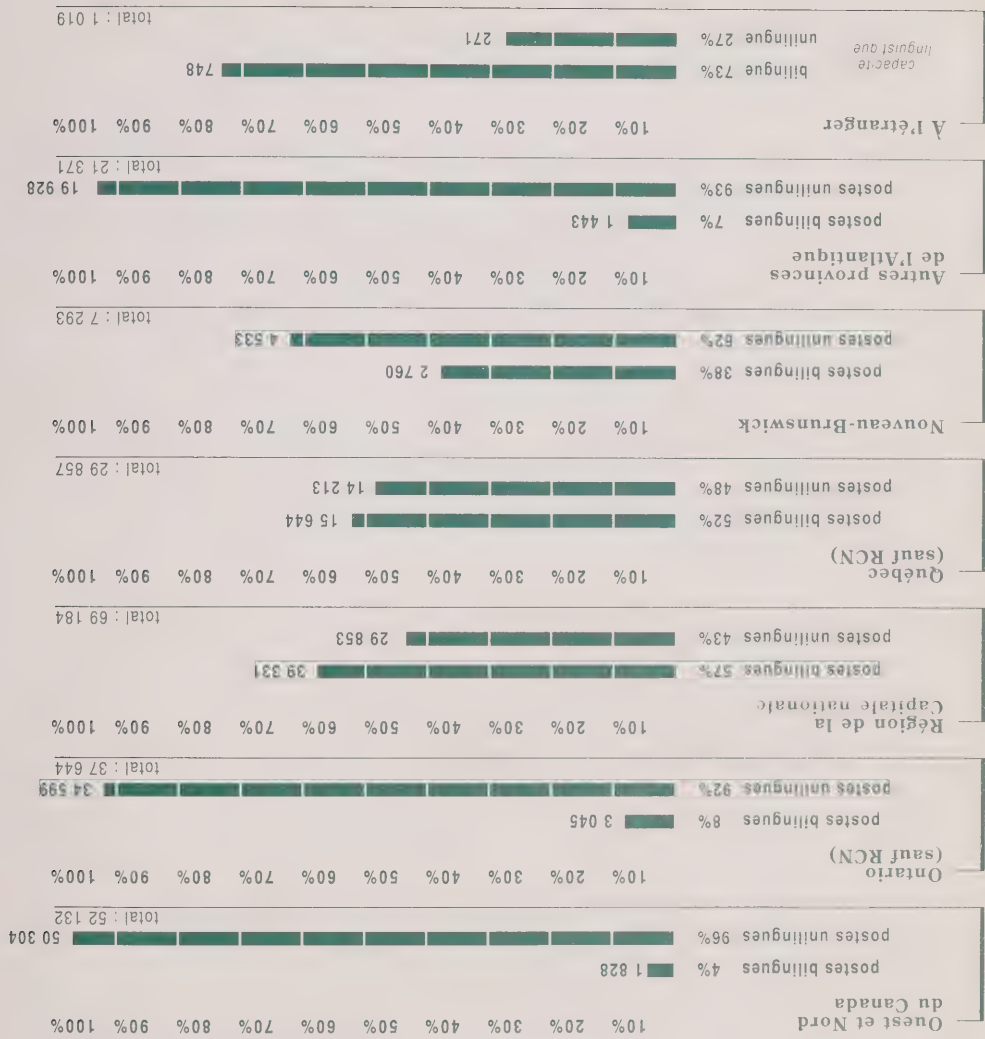 Ouest et Nord
du Canada
10% 20% 30% 40% 50% 60% 70% 80% 90% 100%
postes bilingues 4% 1 828
postes unilingues 96% 50 304
total : 52 132
Ontario
(sauf RCN)
10% 20% 30% 40% 50% 60% 70% 80% 90% 100%
postes bilingues 8% 3 045
postes unilingues 92% 34 599
total : 37 644
Région de la
Capitale nationale
10% 20% 30% 40% 50% 60% 70% 80% 90% 100%
postes bilingues 57% 39 331
postes unilingues 43% 29 853
total : 69 184
Québec
(sauf RCN)
10% 20% 30% 40% 50% 60% 70% 80% 90% 100%
postes bilingues 52% 15 644
postes unilingues 48% 14 213
total : 29 857
Nouveau-Brunswick
10% 20% 30% 40% 50% 60% 70% 80% 90% 100%
postes bilingues 38% 2 760
postes unilingues 62% 4 533
total : 7 293
Autres provinces
de l'Atlantique
10% 20% 30% 40% 50% 60% 70% 80% 90% 100%
postes bilingues 7% 1 443
postes unilingues 93% 19 928
total : 21 371
À l'étranger
10% 20% 30% 40% 50% 60% 70% 80% 90% 100%
capacité
linguistique
bilingue 73% 748
unilingue 27% 271
total : 1 019